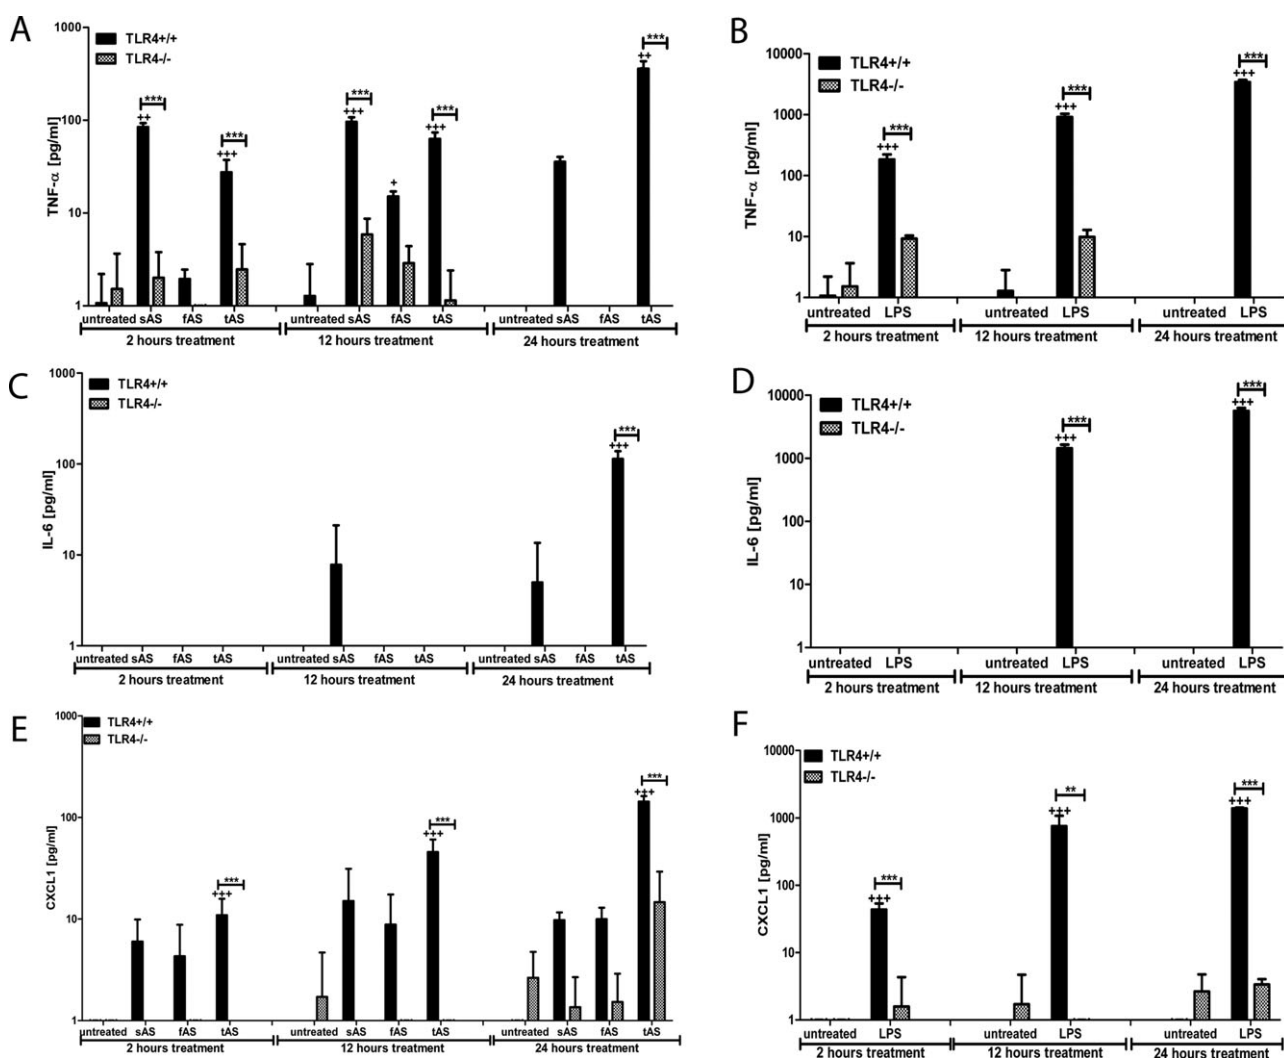 A
1000
TLR4+/+
TLR4-/-
***
++
***
+++
***
+++
+
***
+++
***
++
100
10
1
TNF-α [pg/ml]
untreated sAS fAS tAS
untreated sAS fAS tAS
untreated sAS fAS tAS
2 hours treatment
12 hours treatment
24 hours treatment
B
10000
TLR4+/+
TLR4-/-
***
+++
***
+++
***
+++
1000
100
10
1
TNF-α [pg/ml]
untreated LPS
untreated LPS
untreated LPS
2 hours treatment
12 hours treatment
24 hours treatment
C
1000
TLR4+/+
TLR4-/-
***
+++
100
10
1
IL-6 [pg/ml]
untreated sAS fAS tAS
untreated sAS fAS tAS
untreated sAS fAS tAS
2 hours treatment
12 hours treatment
24 hours treatment
D
10000
TLR4+/+
TLR4-/-
***
+++
***
+++
1000
100
10
1
IL-6 [pg/ml]
untreated LPS
untreated LPS
untreated LPS
2 hours treatment
12 hours treatment
24 hours treatment
E
1000
TLR4+/+
TLR4-/-
***
+++
***
+++
***
+++
100
10
1
CXCL1 [pg/ml]
untreated sAS fAS tAS
untreated sAS fAS tAS
untreated sAS fAS tAS
2 hours treatment
12 hours treatment
24 hours treatment
F
10000
TLR4+/+
TLR4-/-
***
+++
**
+++
***
+++
1000
100
10
1
CXCL1 [pg/ml]
untreated LPS
untreated LPS
untreated LPS
2 hours treatment
12 hours treatment
24 hours treatment